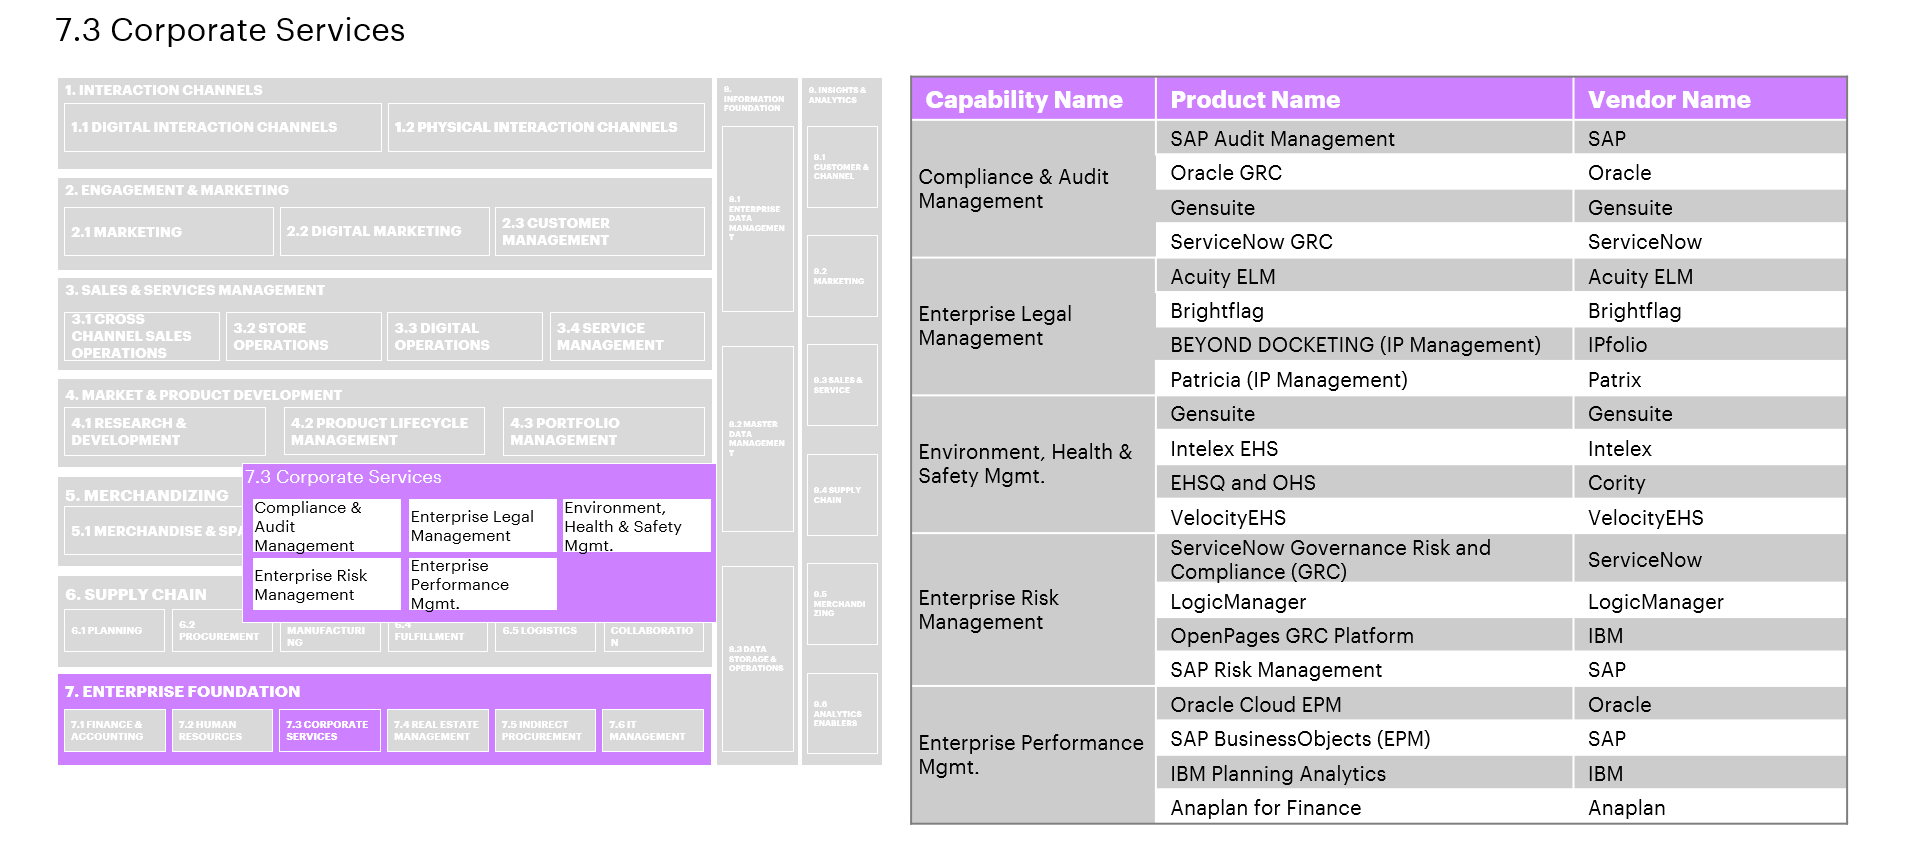 7.3 Corporate Services
1. INTERACTION CHANNELS
1.1 DIGITAL INTERACTION CHANNELS
1.2 PHYSICAL INTERACTION CHANNELS
2. ENGAGEMENT & MARKETING
2.1 MARKETING
2.2 DIGITAL MARKETING
2.3 CUSTOMER
MANAGEMENT
3. SALES & SERVICES MANAGEMENT
3.1 CROSS
CHANNEL SALES
OPERATIONS
3.2 STORE
OPERATIONS
3.3 DIGITAL
OPERATIONS
3.4 SERVICE
MANAGEMENT
4. MARKET & PRODUCT DEVELOPMENT
4.1 RESEARCH &
DEVELOPMENT
4.2 PRODUCT LIFECYCLE
MANAGEMENT
4.3 PORTFOLIO
MANAGEMENT
5. MERCHANDIZING
5.1 MERCHANDISE & SPA
7.3 Corporate Services
Compliance &
Audit
Management
Enterprise Legal
Management
Environment,
Health & Safety
Mgmt.
Enterprise Risk
Management
Enterprise
Performance
Mgmt.
6. SUPPLY CHAIN
6.1 PLANNING
6.2
PROCUREMENT
MANUFACTURI
NG
6.4
FULFILLMENT
6.5 LOGISTICS
COLLABORATIO
N
7. ENTERPRISE FOUNDATION
7.1 FINANCE &
ACCOUNTING
7.2 HUMAN
RESOURCES
7.3 CORPORATE
SERVICES
7.4 REAL ESTATE
MANAGEMENT
7.5 INDIRECT
PROCUREMENT
7.6 IT
MANAGEMENT
8.
INFORMATION
FOUNDATION
8.1
ENTERPRISE
DATA
MANAGEMEN
T
8.2 MASTER
DATA
MANAGEMEN
T
8.3 DATA
STORAGE &
OPERATIONS
9. INSIGHTS &
ANALYTICS
9.1
CUSTOMER &
CHANNEL
9.2
MARKETING
9.3 SALES &
SERVICE
9.4 SUPPLY
CHAIN
9.5
MERCHANDI
ZING
9.6
ANALYTICS
ENABLERS
Capability Name Product Name Vendor Name
Compliance & Audit
Management
SAP Audit Management SAP
Oracle GRC Oracle
Gensuite Gensuite
ServiceNow GRC ServiceNow
Enterprise Legal
Management
Acuity ELM Acuity ELM
Brightflag Brightflag
BEYOND DOCKETING (IP Management) IPfolio
Patricia (IP Management) Patrix
Environment, Health &
Safety Mgmt.
Gensuite Gensuite
Intelex EHS Intelex
EHSQ and OHS Cority
VelocityEHS VelocityEHS
Enterprise Risk
Management
ServiceNow Governance Risk and
Compliance (GRC)
ServiceNow
LogicManager LogicManager
OpenPages GRC Platform IBM
SAP Risk Management SAP
Enterprise Performance
Mgmt.
Oracle Cloud EPM Oracle
SAP BusinessObjects (EPM) SAP
IBM Planning Analytics IBM
Anaplan for Finance Anaplan